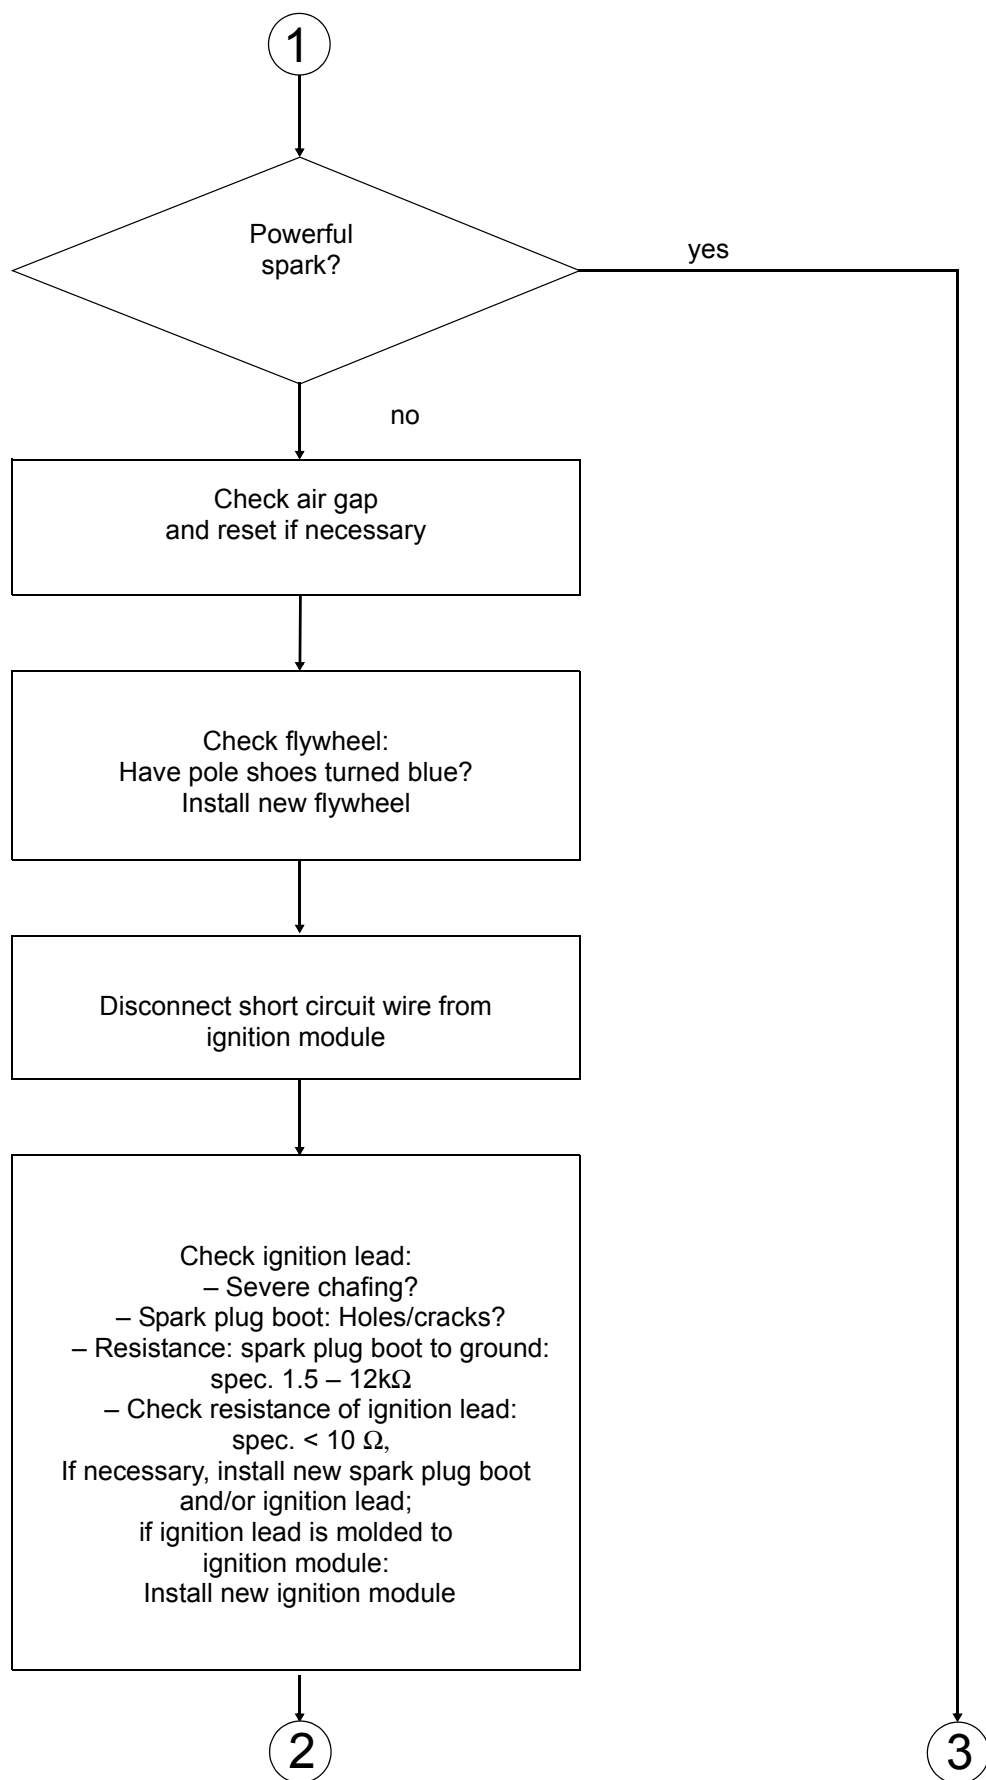 1
Powerful
spark?
yes
no
Check air gap
and reset if necessary
Check flywheel:
Have pole shoes turned blue?
Install new flywheel
Disconnect short circuit wire from
ignition module
Check ignition lead:
– Severe chafing?
– Spark plug boot: Holes/cracks?
– Resistance: spark plug boot to ground:
spec. 1.5 – 12kΩ
– Check resistance of ignition lead:
spec. < 10 Ω,
If necessary, install new spark plug boot
and/or ignition lead;
if ignition lead is molded to
ignition module:
Install new ignition module
2
3